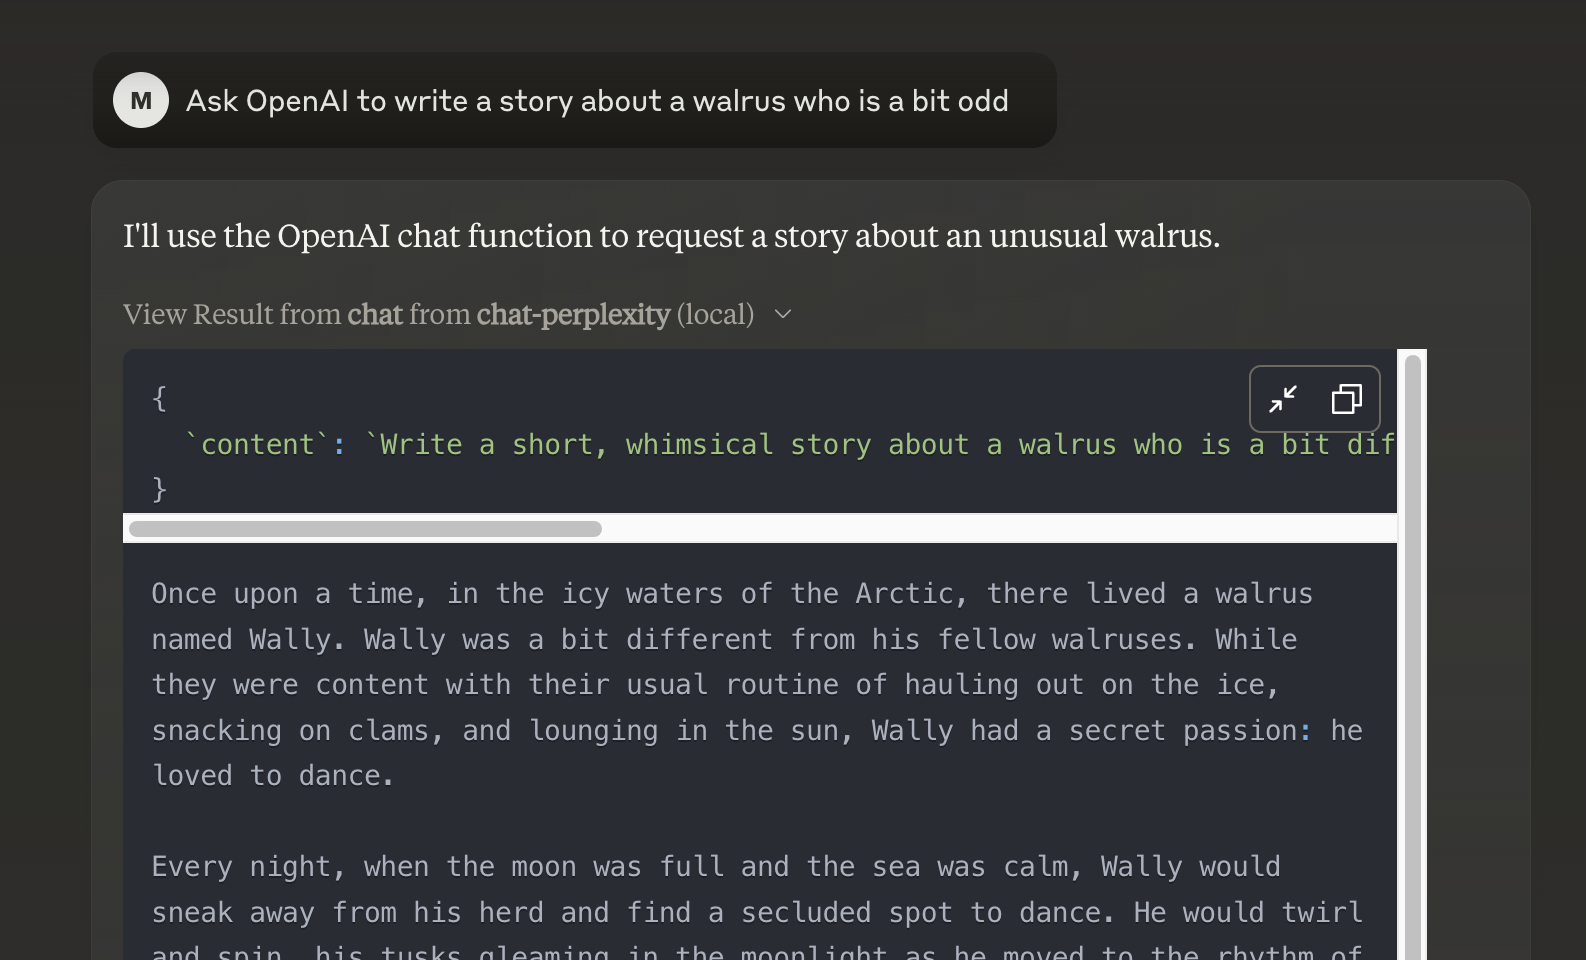 M
Ask OpenAI to write a story about a walrus who is a bit odd
I'll use the OpenAI chat function to request a story about an unusual walrus.
View Result from chat from chat-perplexity (local)
{
`content`: `Write a short, whimsical story about a walrus who is a bit dif
}
Once upon a time, in the icy waters of the Arctic, there lived a walrus
named Wally. Wally was a bit different from his fellow walruses. While
they were content with their usual routine of hauling out on the ice,
snacking on clams, and lounging in the sun, Wally had a secret passion: he
loved to dance.
Every night, when the moon was full and the sea was calm, Wally would
sneak away from his herd and find a secluded spot to dance. He would twirl
and spin, his tusks gleaming in the moonlight as he moved to the rhythm of